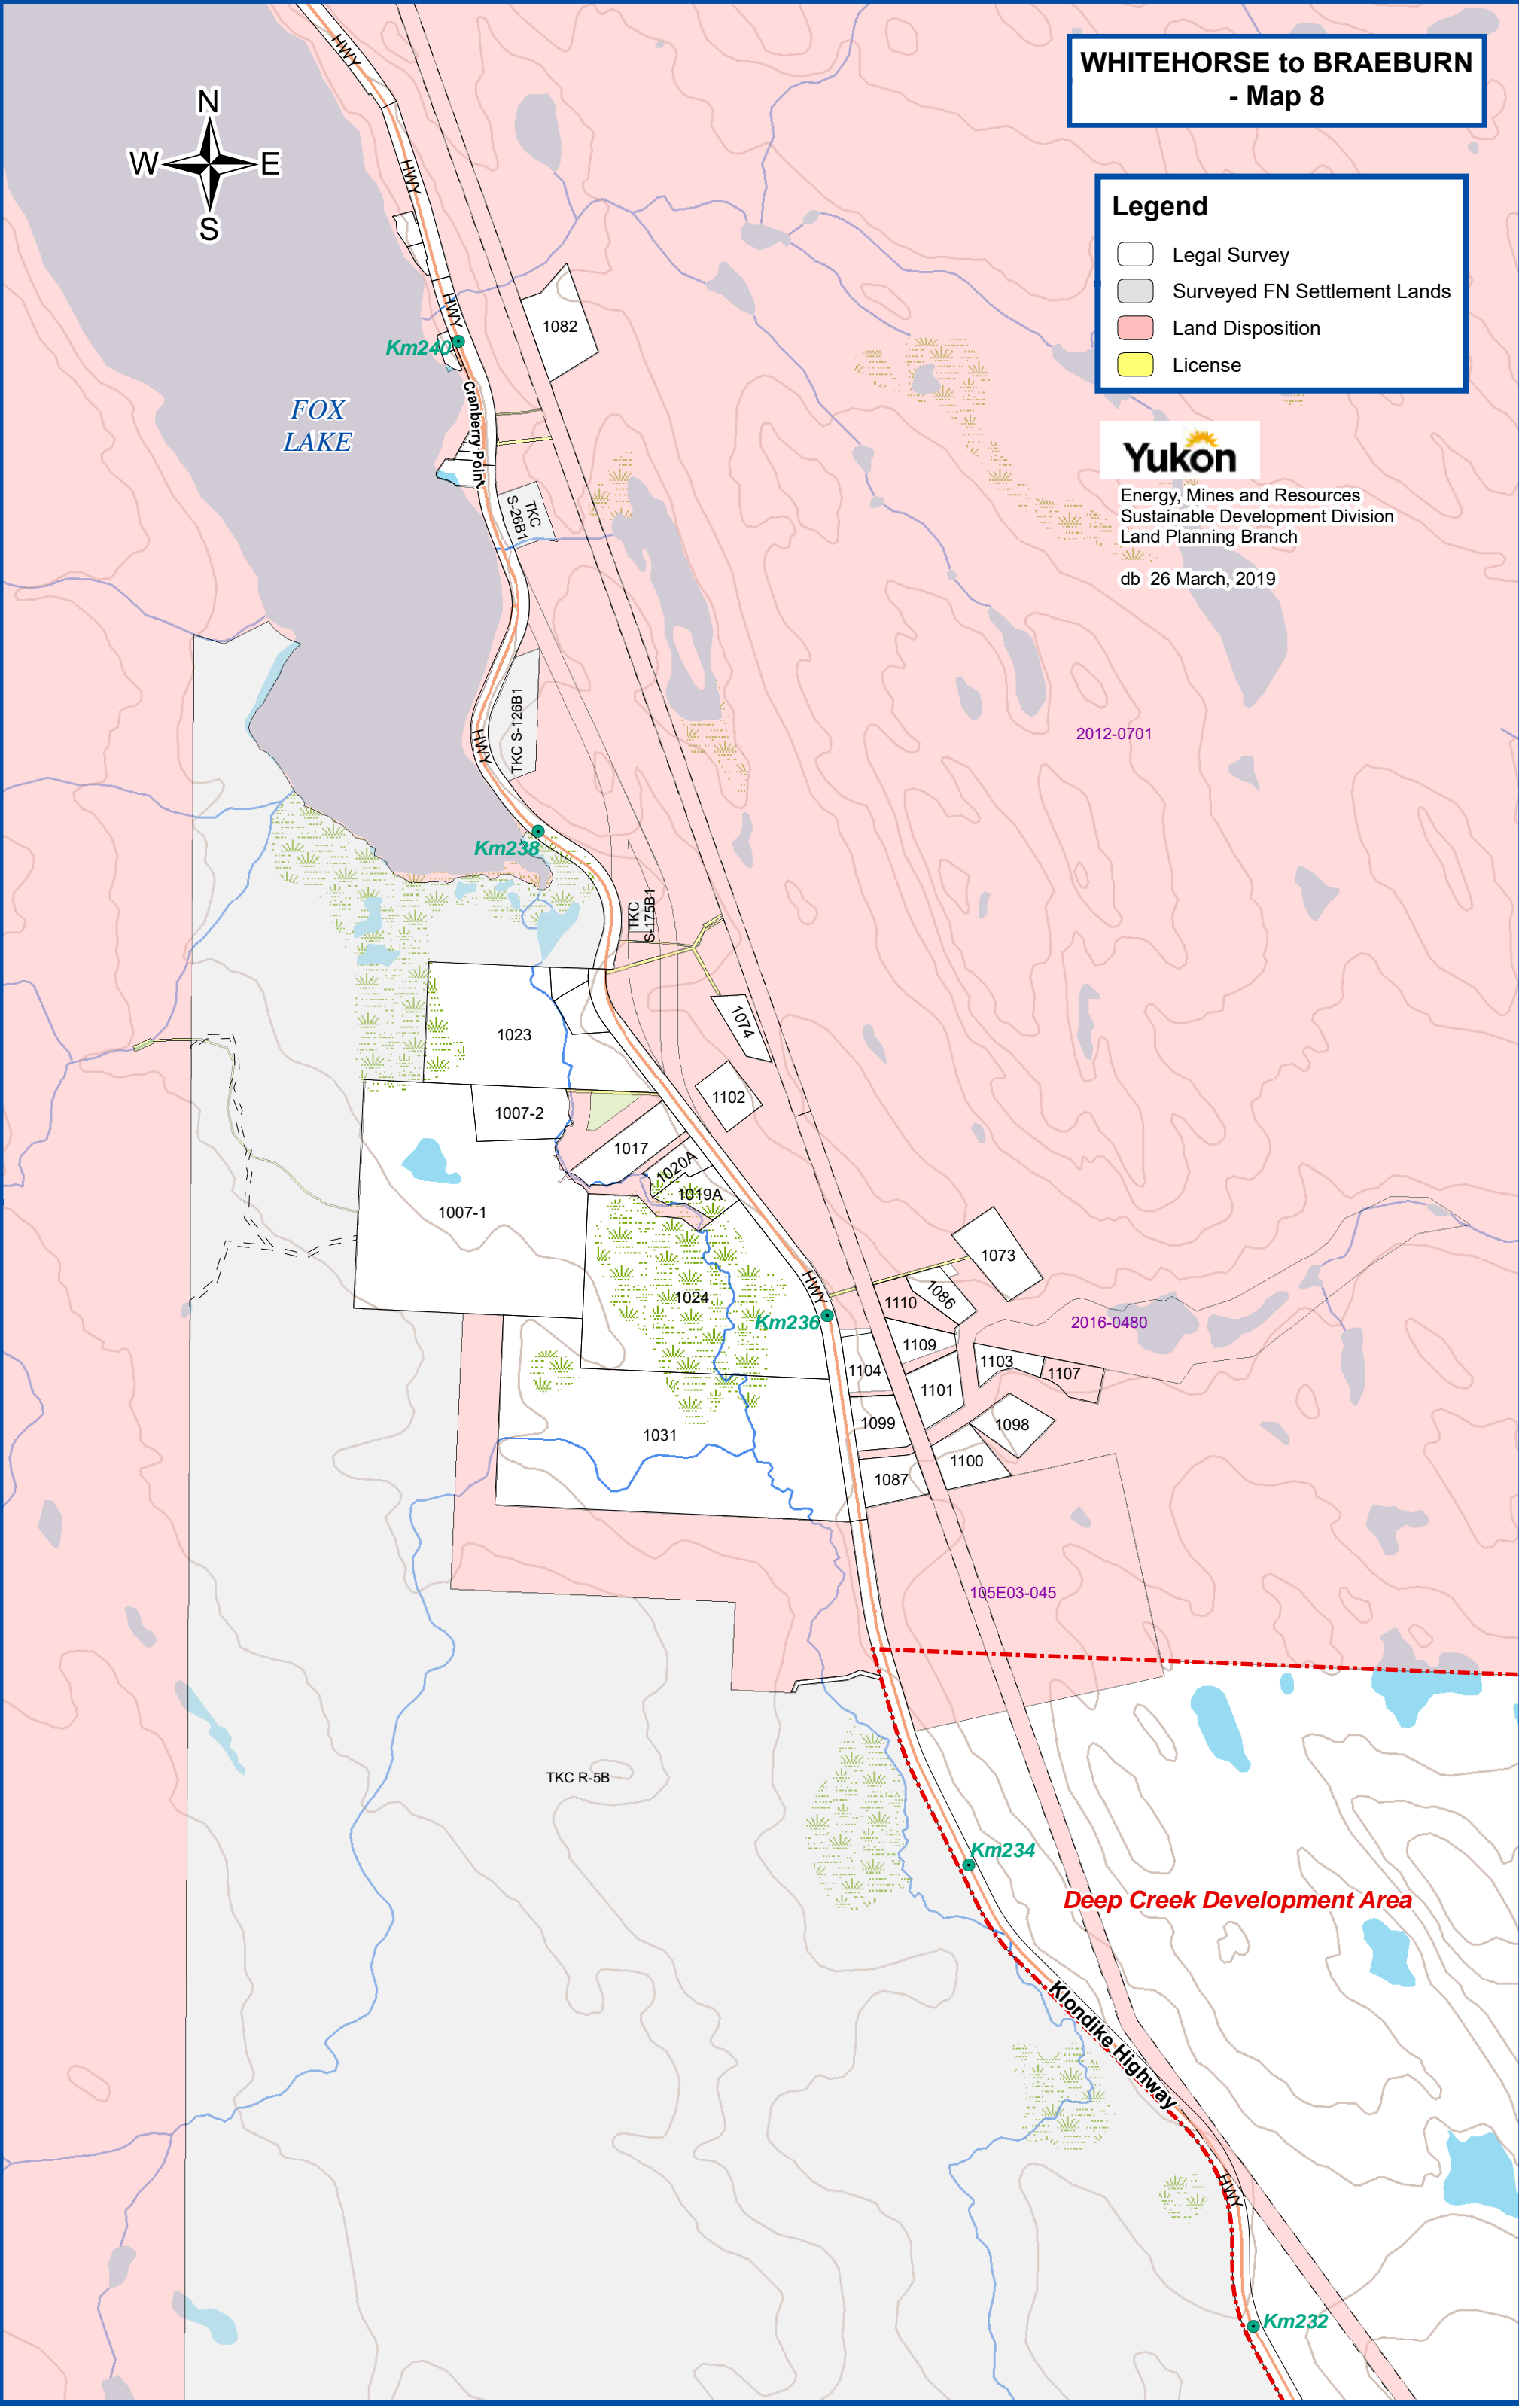 WHITEHORSE to BRAEBURN
- Map 8
N
W
E
S
Legend
Legal Survey
Surveyed FN Settlement Lands
Land Disposition
License
Yukon
Energy, Mines and Resources
Sustainable Development Division
Land Planning Branch
db 26 March, 2019
HWY
HWY
HWY
1082
Km240
Cranberry Point
FOX
LAKE
TKC
S-26B1
TKC S-126B1
HWY
2012-0701
Km238
TKC
S-175B1
1074
1023
1102
1007-2
1017
1020A
1019A
1007-1
1073
1086
HWY
1110
1024
Km236
2016-0480
1109
1103
1107
1104
1101
1099
1098
1031
1100
1087
105E03-045
TKC R-5B
Km234
Deep Creek Development Area
Klondike Highway
HWY
Km232